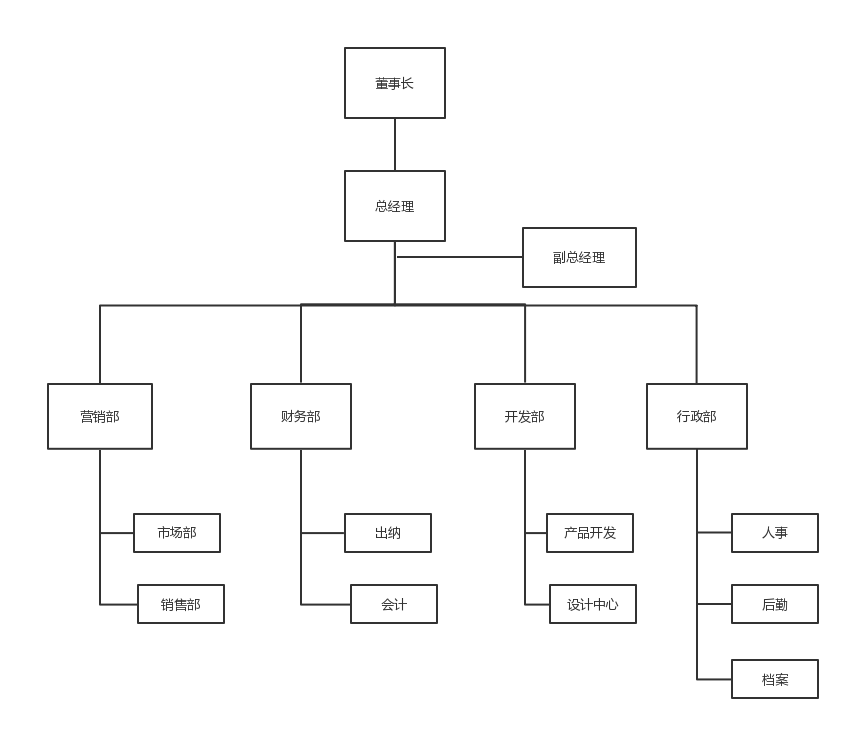 董事长
总经理
副总经理
营销部
财务部
开发部
行政部
市场部
出纳
产品开发
人事
销售部
会计
设计中心
后勤
档案